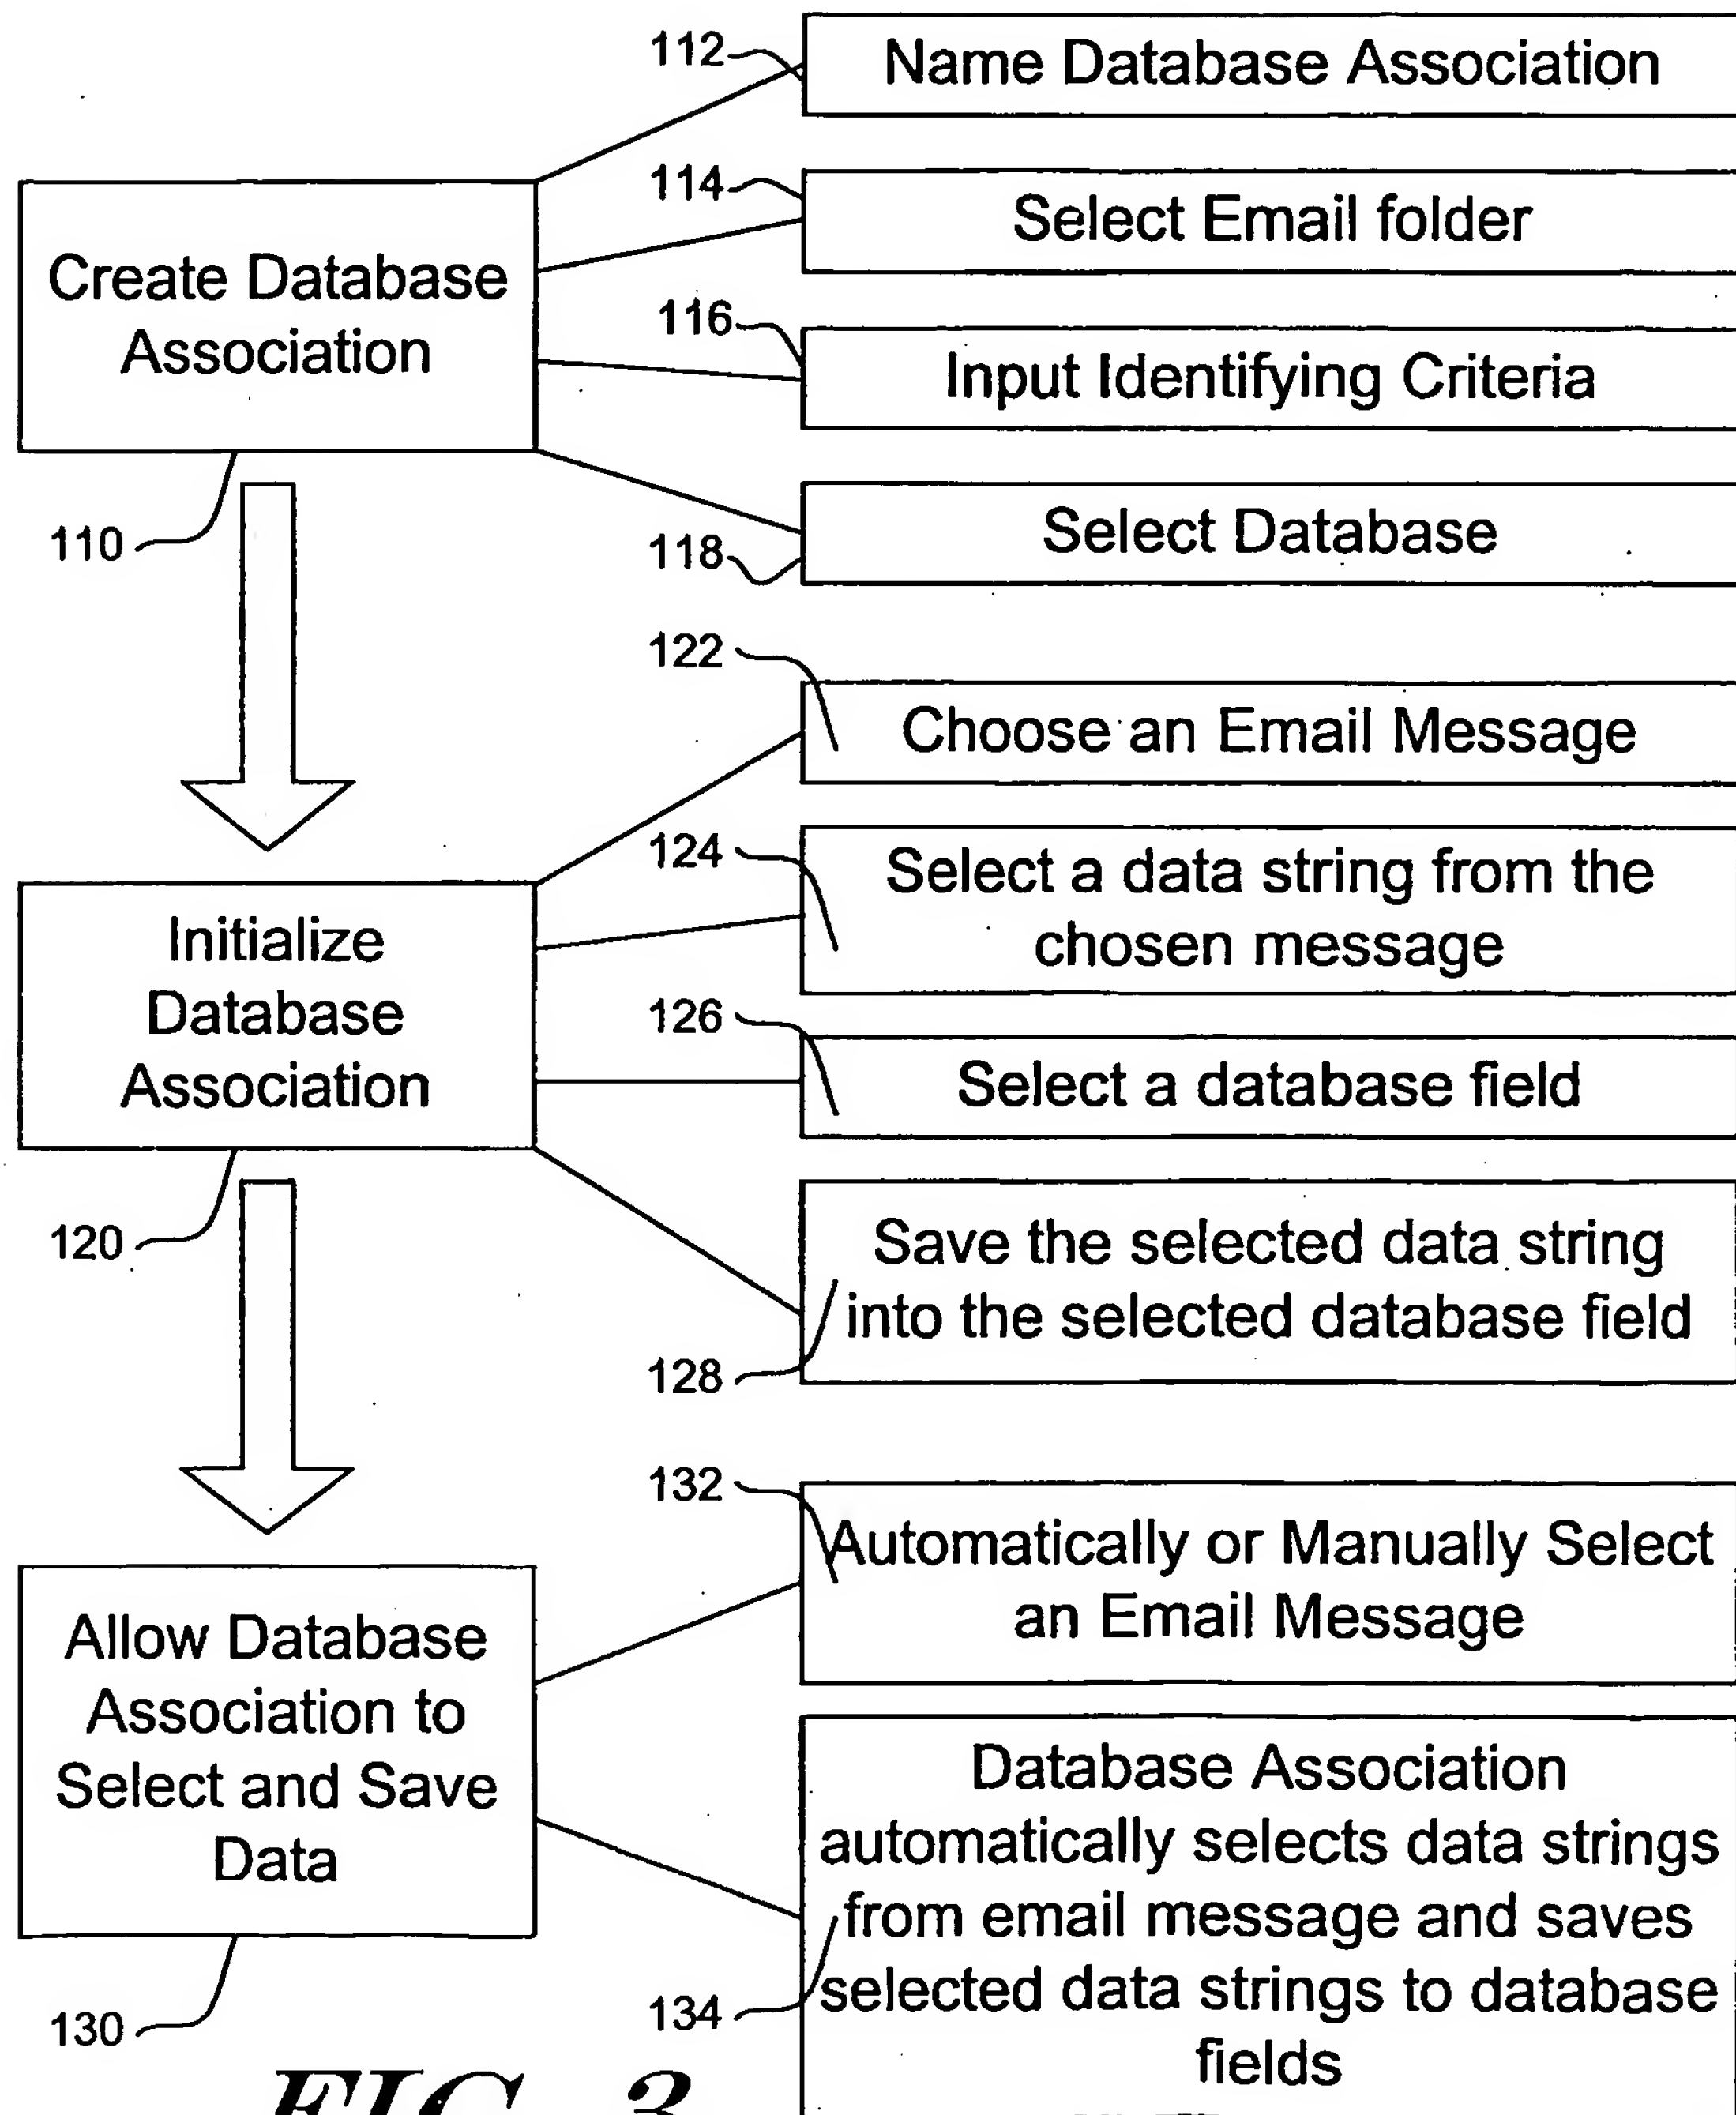 112
Name Database Association
114
Select Email folder
Create Database
Association
116
Input Identifying Criteria
110
118
Select Database
122
Choose an Email Message
124
Select a data string from the
chosen message
Initialize
Database
Association
126
Select a database field
120
Save the selected data string
into the selected database field
128
132
Automatically or Manually Select
an Email Message
Allow Database
Association to
Select and Save
Data
130
Database Association
automatically selects data strings
from email message and saves
selected data strings to database
fields
134
FIG. 3